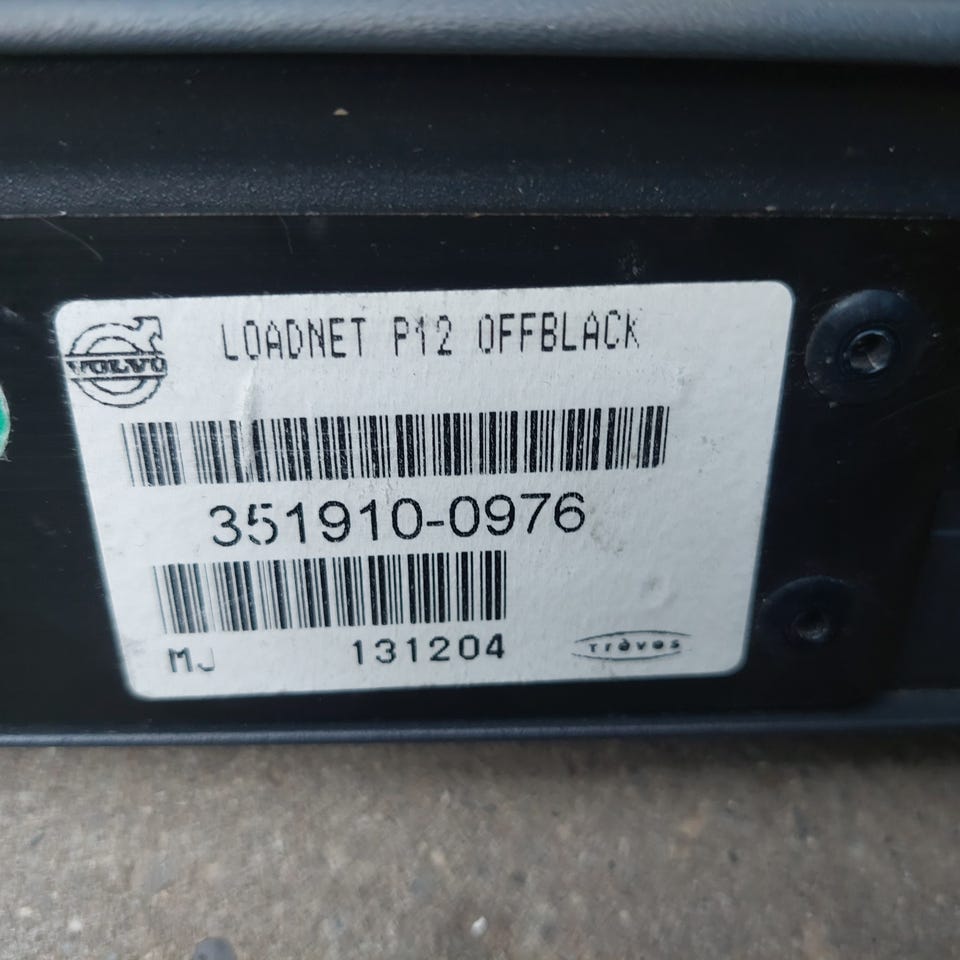 LOADNET P12 OFFBLACK
VOLVO
351910-0976
MJ 131204
Trèves